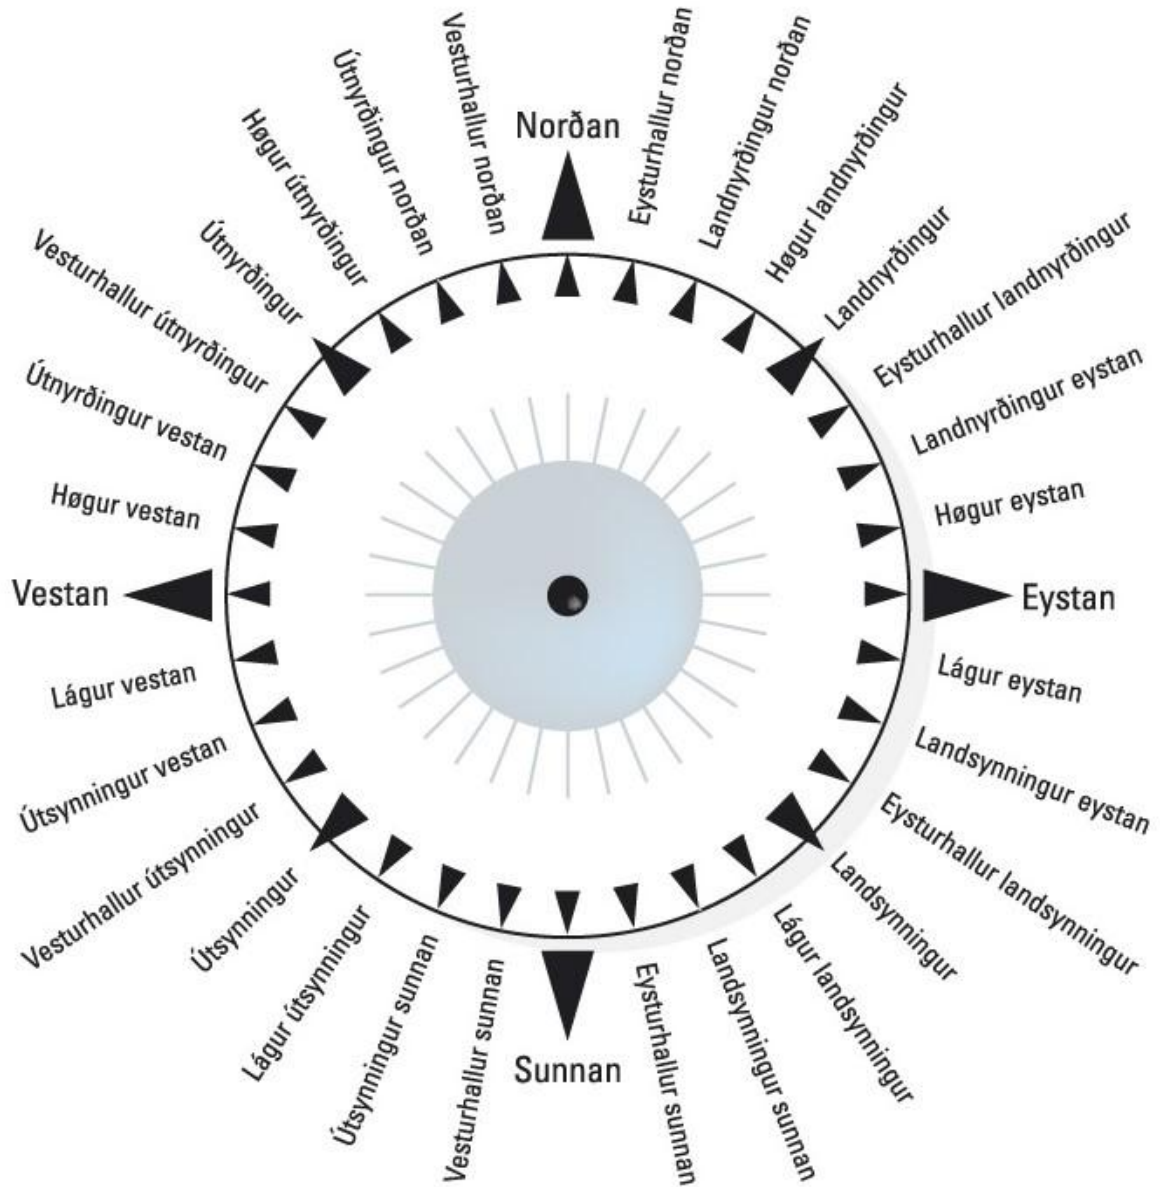 Norðan
Eysturhallur norðan
Landnyrðingur norðan
Høgur landnyrðingur
Landnyrðingur
Eysturhallur landnyrðingur
Landnyrðingur eystan
Høgur eystan
Eystan
Lágur eystan
Landsynningur eystan
Eysturhallur landsynningur
Landsynningur
Lágur landsynningur
Landsynningur sunnan
Eysturhallur sunnan
Sunnan
Vesturhallur sunnan
Útsynningur sunnan
Lágur útsynningur
Útsynningur
Vesturhallur útsynningur
Útsynningur vestan
Lágur vestan
Vestan
Høgur vestan
Útnyrðingur vestan
Vesturhallur útnyrðingur
Útnyrðingur
Høgur útnyrðingur
Útnyrðingur norðan
Vesturhallur norðan